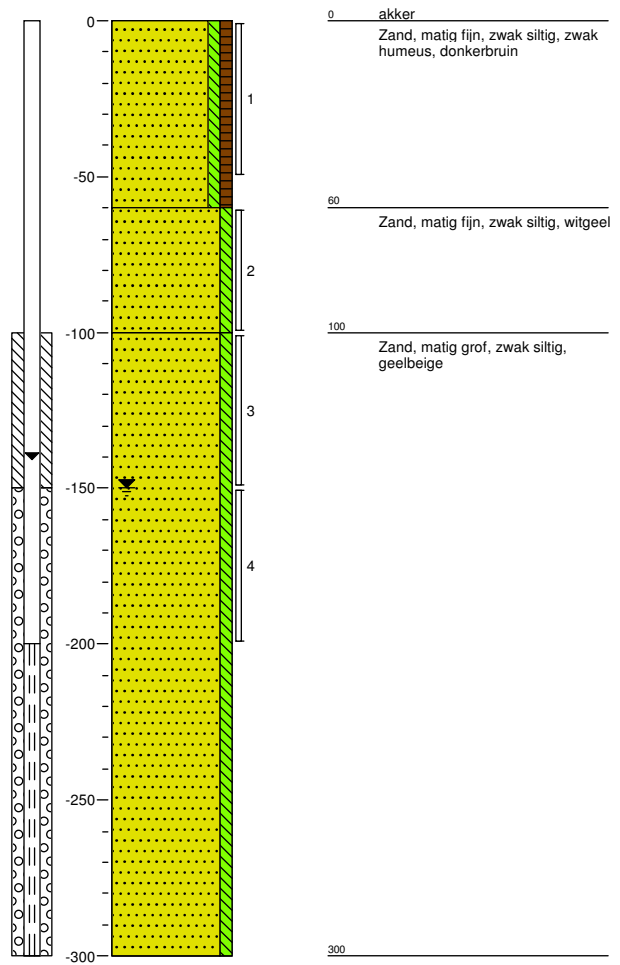 0
-50
-100
-150
-200
-250
-300
1
2
3
4
0
akker
Zand, matig fijn, zwak siltig, zwak
humeus, donkerbruin
60
Zand, matig fijn, zwak siltig, witgeel
100
Zand, matig grof, zwak siltig,
geelbeige
300